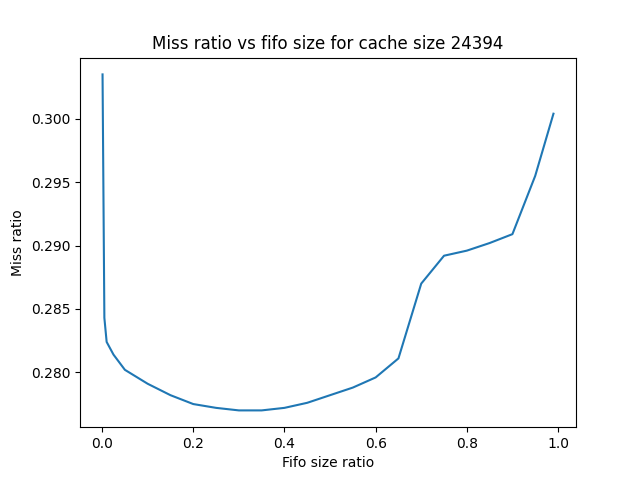 Miss ratio vs fifo size for cache size 24394
0.300
0.295
0.290
0.285
0.280
Miss ratio
0.0 0.2 0.4 0.6 0.8 1.0
Fifo size ratio